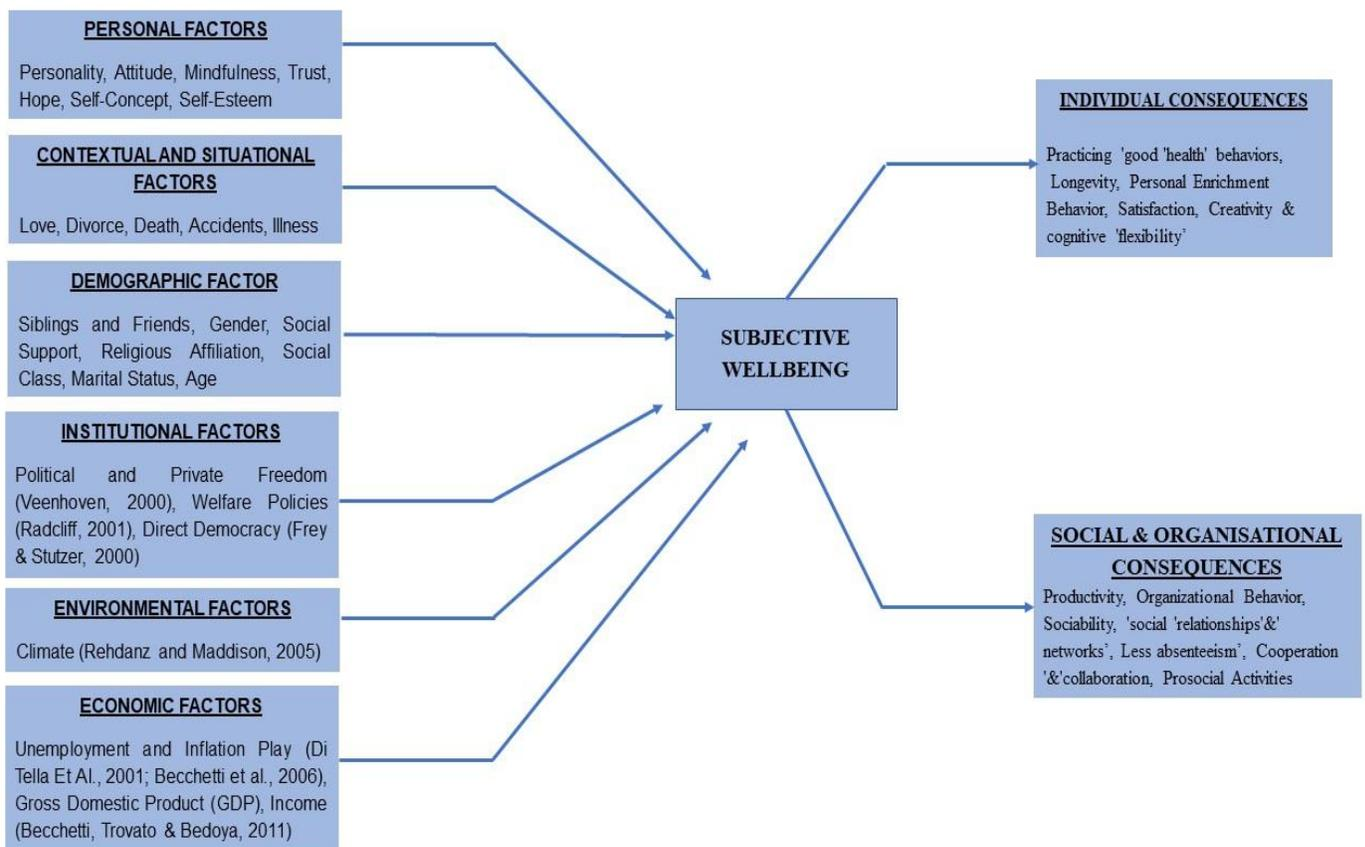 PERSONAL FACTORS
Personality, Attitude, Mindfulness, Trust,
Hope, Self-Concept, Self-Esteem
CONTEXTUAL AND SITUATIONAL
FACTORS
Love, Divorce, Death, Accidents, Illness
DEMOGRAPHIC FACTOR
Siblings and Friends, Gender, Social
Support, Religious Affiliation, Social
Class, Marital Status, Age
INSTITUTIONAL FACTORS
Political and Private Freedom
(Veenhoven, 2000), Welfare Policies
(Radcliff, 2001), Direct Democracy (Frey
& Stutzer, 2000)
ENVIRONMENTAL FACTORS
Climate (Rehdanz and Maddison, 2005)
ECONOMIC FACTORS
Unemployment and Inflation Play (Di
Tella Et Al., 2001; Becchetti et al., 2006),
Gross Domestic Product (GDP), Income
(Becchetti, Trovato & Bedoya, 2011)
SUBJECTIVE
WELLBEING
INDIVIDUAL CONSEQUENCES
Practicing 'good 'health' behaviors,
Longevity, Personal Enrichment
Behavior, Satisfaction, Creativity &
cognitive 'flexibility’
SOCIAL & ORGANISATIONAL
CONSEQUENCES
Productivity, Organizational Behavior,
Sociability, 'social 'relationships'&'
networks’, Less absenteeism’, Cooperation
'&'collaboration, Prosocial Activities